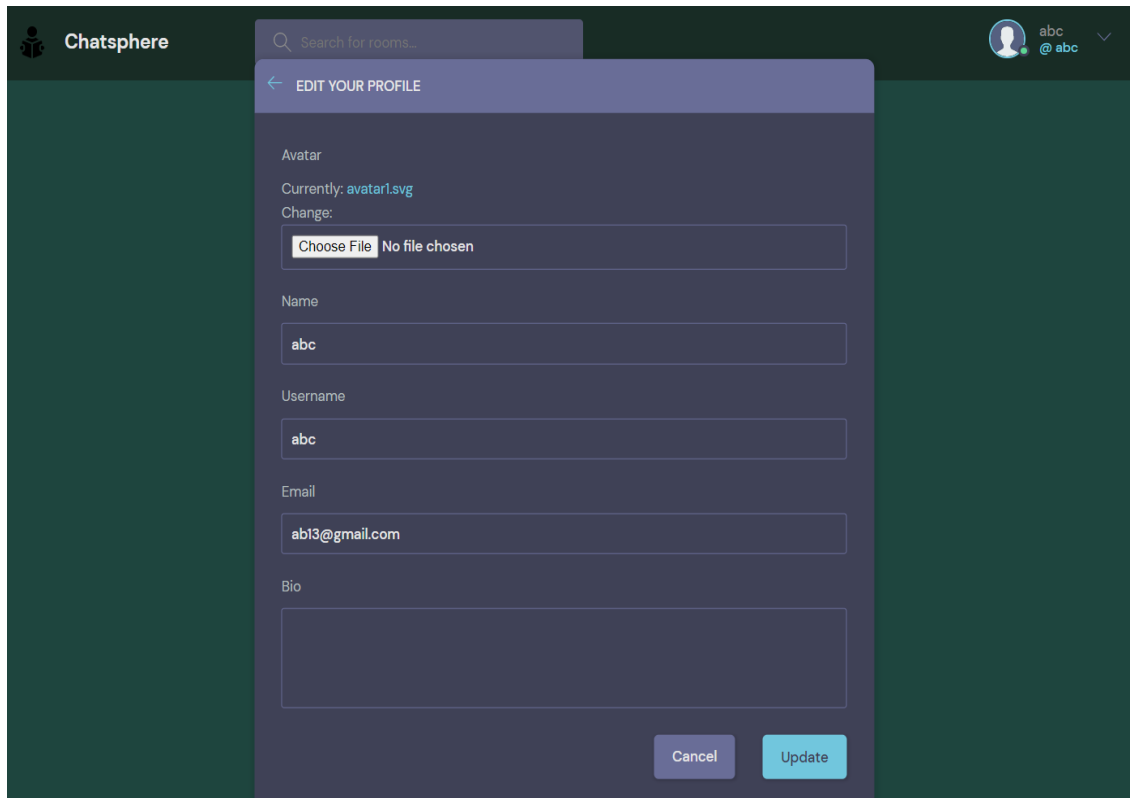 Chatsphere
Search for rooms..
abc
@ abc
EDIT YOUR PROFILE
Avatar
Currently: avatar1.svg
Change:
Choose File No file chosen
Name
abc
Username
abc
Email
ab13@gmail.com
Bio
Cancel
Update